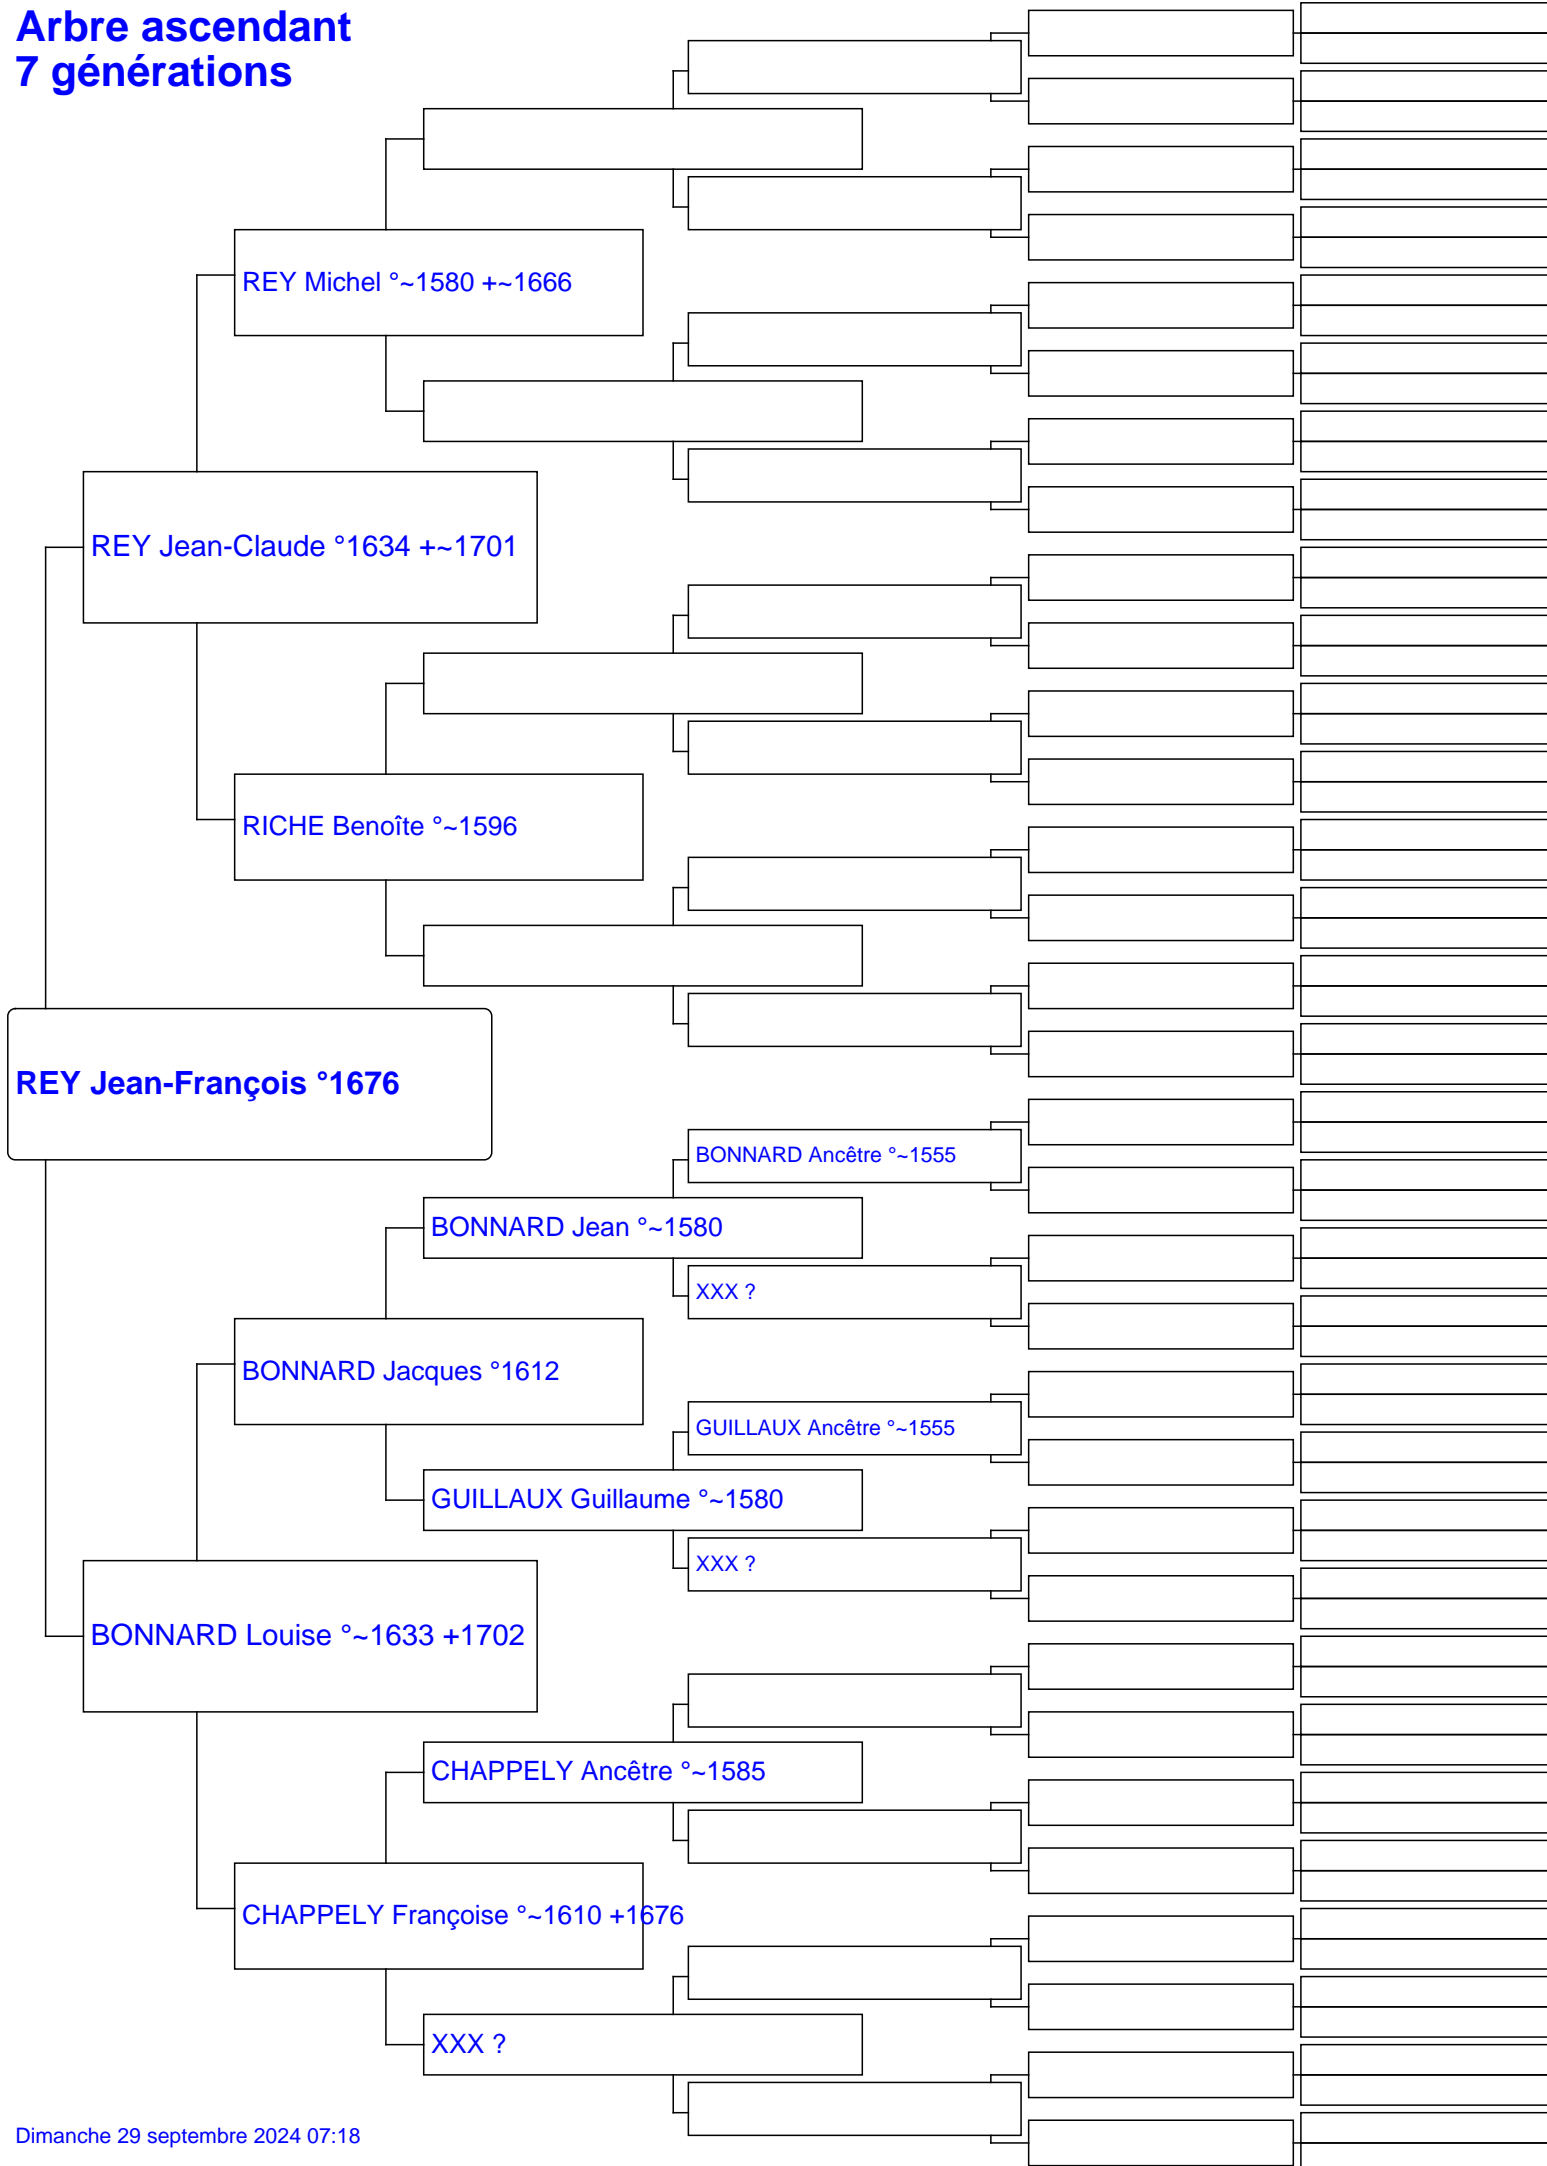 Arbre ascendant
7 générations
REY Michel °~1580 +~1666
REY Jean-Claude °1634 +~1701
RICHE Benoîte °~1596
REY Jean-François °1676
BONNARD Ancêtre °~1555
BONNARD Jean °~1580
XXX ?
BONNARD Jacques °1612
GUILLAUX Ancêtre °~1555
GUILLAUX Guillaume °~1580
XXX ?
BONNARD Louise °~1633 +1702
CHAPPELY Ancêtre °~1585
CHAPPELY Françoise °~1610 +1676
XXX ?
Dimanche 29 septembre 2024 07:18